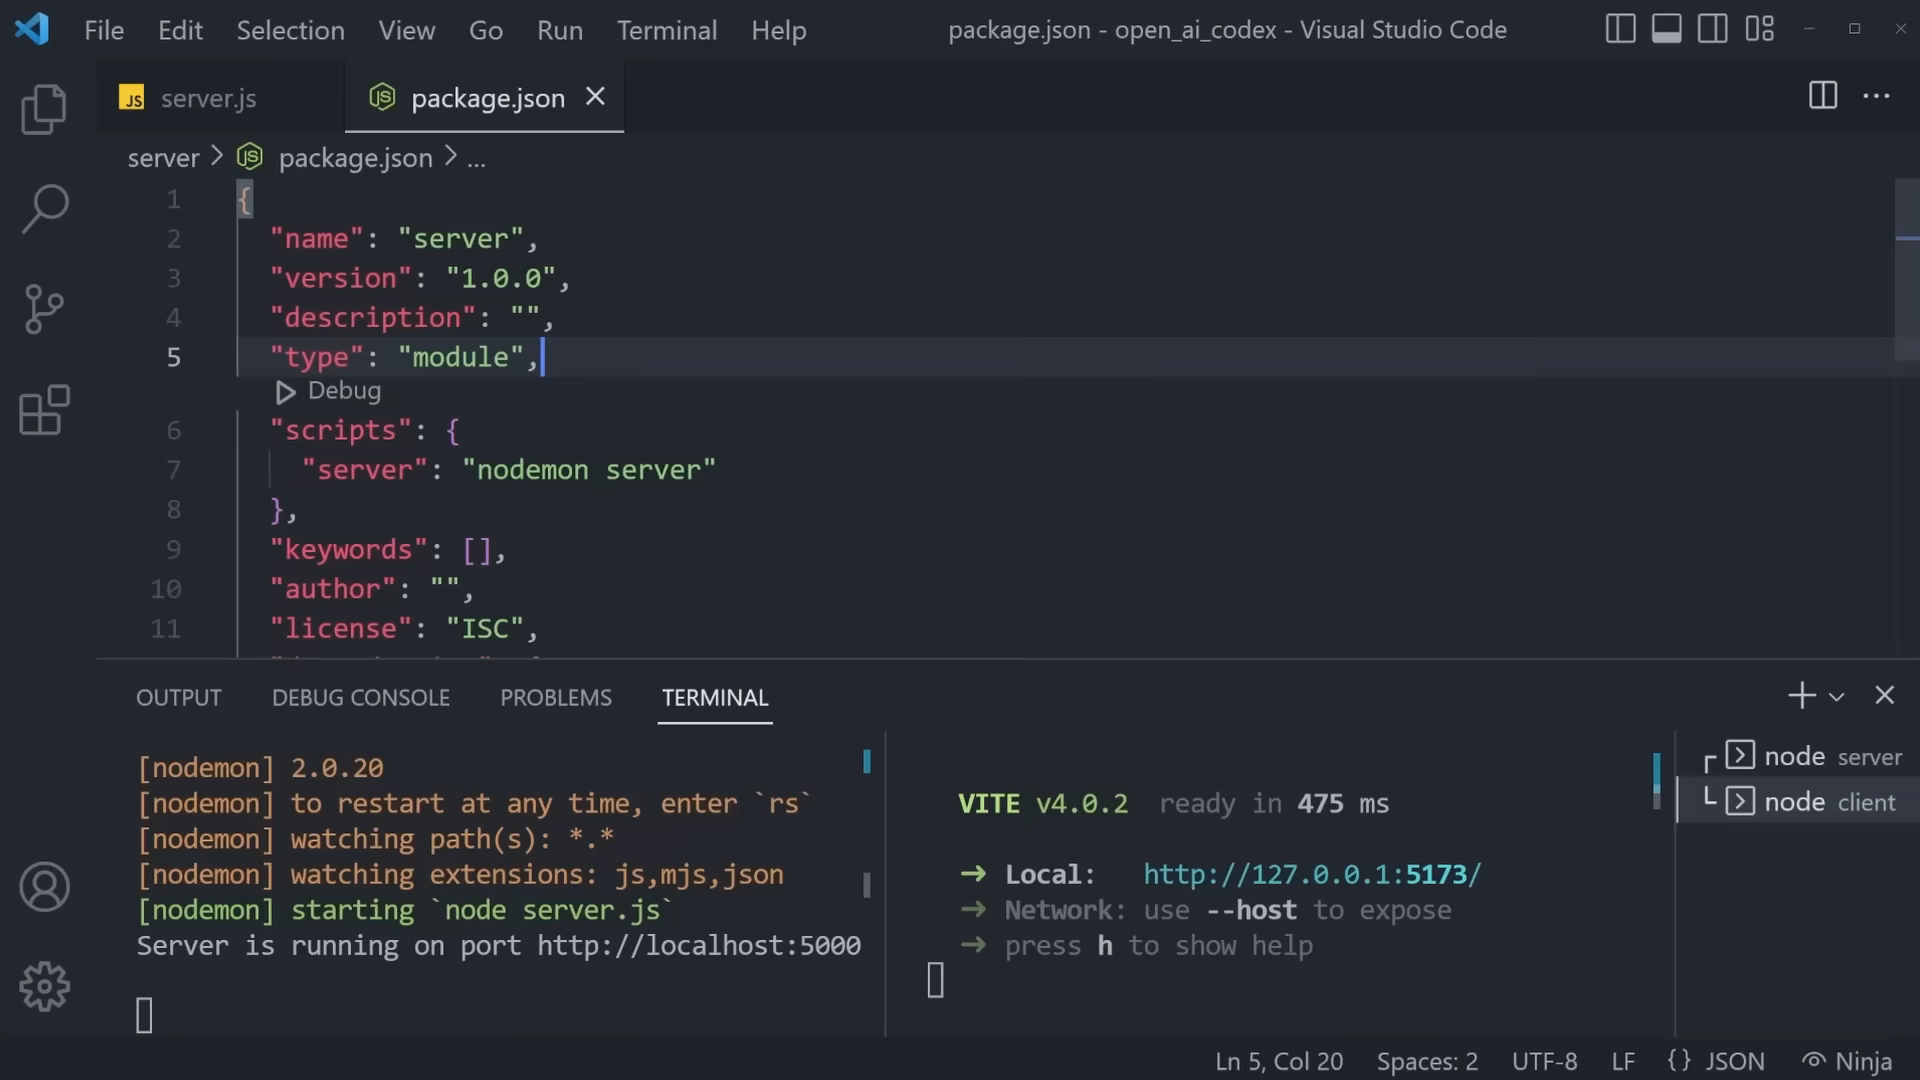 File Edit Selection View Go Run Terminal Help package.json - open_ai_codex - Visual Studio Code
JS server.js package.json
server > package.json > ...
1 {
2 "name": "server",
3 "version": "1.0.0",
4 "description": "",
5 "type": "module",
Debug
6 "scripts": {
7 "server": "nodemon server"
8 },
9 "keywords": [],
10 "author": "",
11 "license": "ISC",
OUTPUT DEBUG CONSOLE PROBLEMS TERMINAL
[nodemon] 2.0.20
[nodemon] to restart at any time, enter `rs`
[nodemon] watching path(s): *.*
[nodemon] watching extensions: js,mjs,json
[nodemon] starting `node server.js`
Server is running on port http://localhost:5000
VITE v4.0.2 ready in 475 ms
➜ Local: http://127.0.0.1:5173/
➜ Network: use --host to expose
➜ press h to show help
node server
node client
Ln 5, Col 20 Spaces: 2 UTF-8 LF {} JSON Ninja